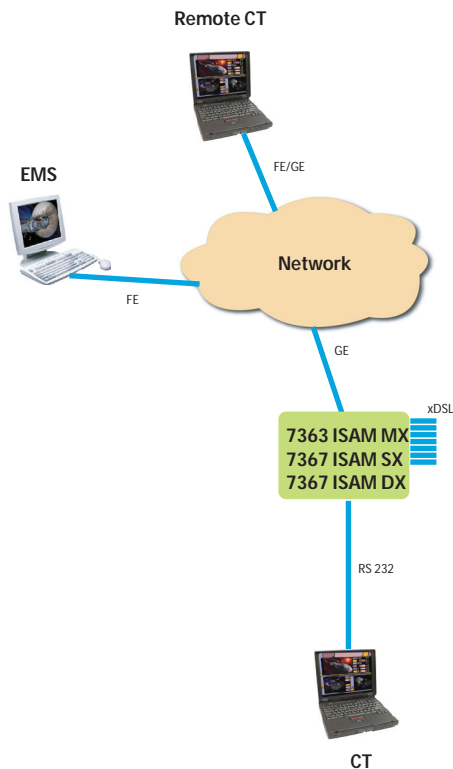 Remote CT
FE/GE
EMS
Network
FE
GE
xDSL
7363 ISAM MX
7367 ISAM SX
7367 ISAM DX
RS 232
CT